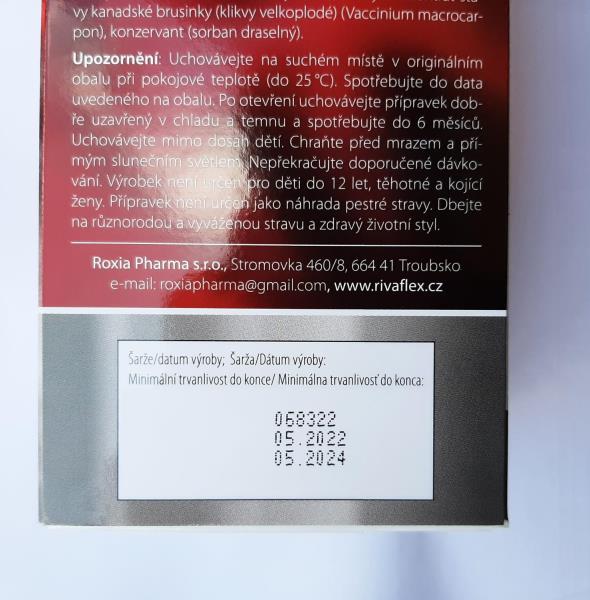 vy kanadské brusinky (klikvy velkoplodé) (Vaccinium macrocar-
pon), konzervant (sorban draselný).
Upozornění: Uchovávejte na suchém místě v originálním
obalu při pokojové teplotě (do 25 °C). Spotřebujte do data
uvedeného na obalu. Po otevření uchovávejte přípravek dob-
ře uzavřený v chladu a temnu a spotřebujte do 6 měsíců.
Uchovávejte mimo dosah dětí. Chraňte před mrazem a pří-
mým slunečním světlem. Nepřekračujte doporučené dávko-
vání. Výrobek není určen pro děti do 12 let, těhotné a kojící
ženy. Přípravek není určen jako náhrada pestré stravy. Dbejte
na různorodou a vyváženou stravu a zdravý životní styl.
Roxia Pharma s.r.o., Stromovka 460/8, 664 41 Troubsko
e-mail: roxiapharma@gmail.com, www.rivaflex.cz
Šarže/datum výroby; Šarža/Dátum výroby:
Minimální trvanlivost do konce/ Minimálna trvanlivosť do konca:
068322
05.2022
05.2024